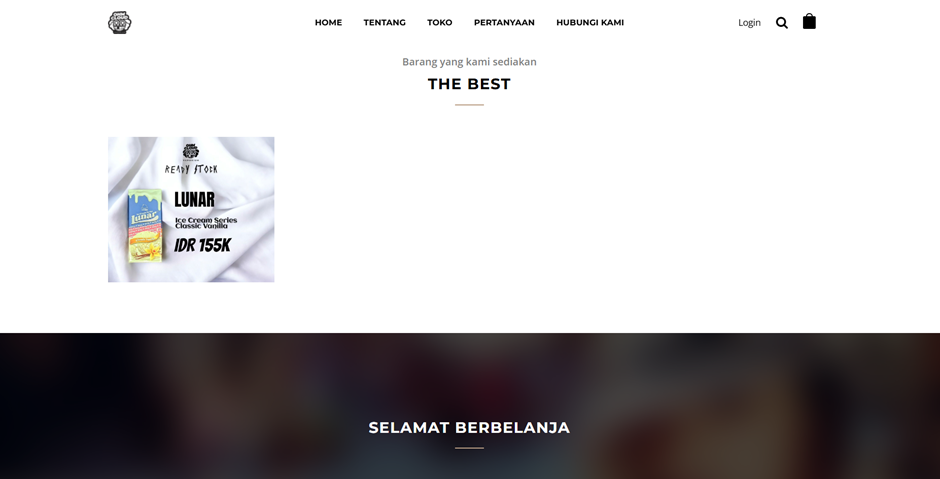 HOME TENTANG TOKO PERTANYAAN HUBUNGI KAMI Login
Barang yang kami sediakan
THE BEST
READY STOCK
LUNAR
Lunar
Ice Cream Series
Classic Vanilla
IDR 155K
SELAMAT BERBELANJA